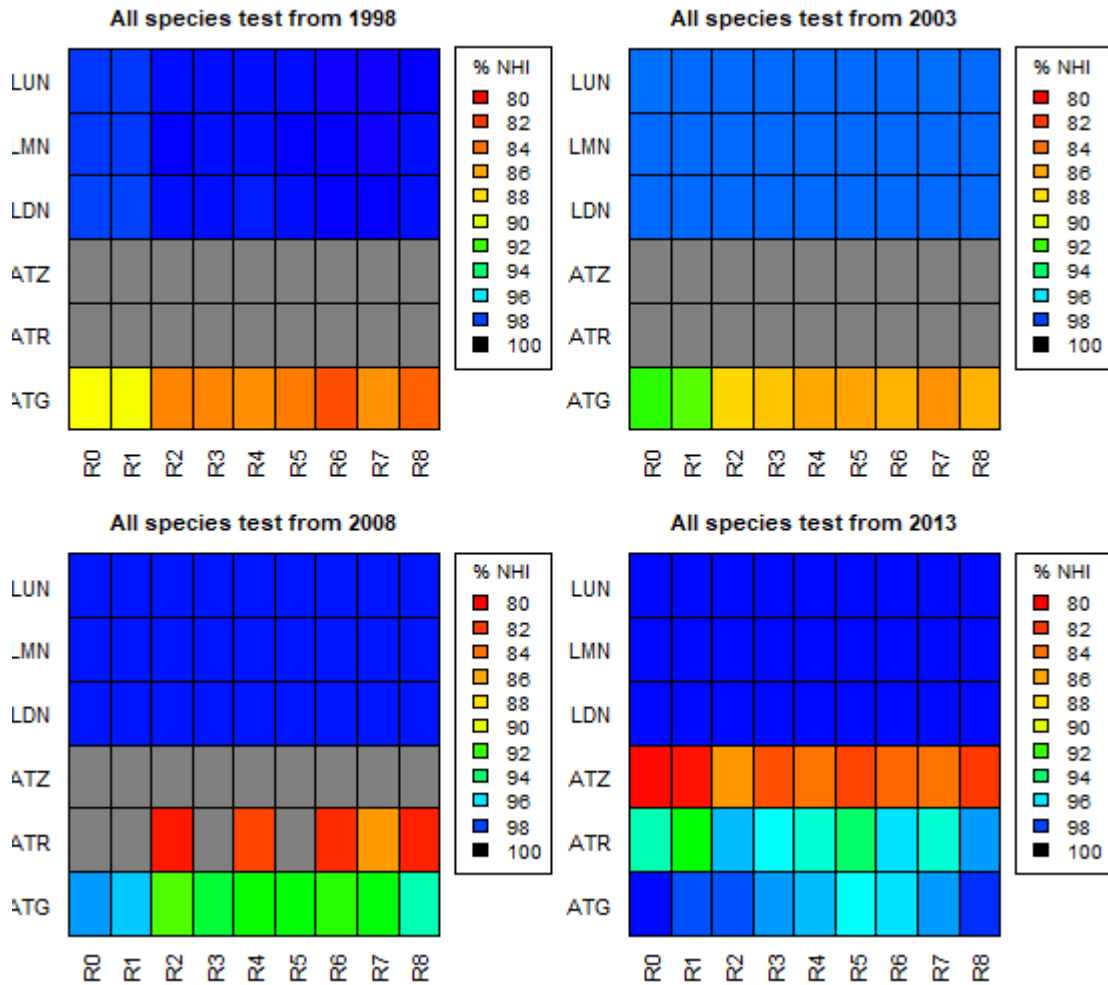 All species test from 1998
LUN
LMN
LDN
ATZ
ATR
ATG
R0 R1 R2 R3 R4 R5 R6 R7 R8
% NHI
80
82
84
86
88
90
92
94
96
98
100
All species test from 2003
LUN
LMN
LDN
ATZ
ATR
ATG
R0 R1 R2 R3 R4 R5 R6 R7 R8
% NHI
80
82
84
86
88
90
92
94
96
98
100
All species test from 2008
LUN
LMN
LDN
ATZ
ATR
ATG
R0 R1 R2 R3 R4 R5 R6 R7 R8
% NHI
80
82
84
86
88
90
92
94
96
98
100
All species test from 2013
LUN
LMN
LDN
ATZ
ATR
ATG
R0 R1 R2 R3 R4 R5 R6 R7 R8
% NHI
80
82
84
86
88
90
92
94
96
98
100